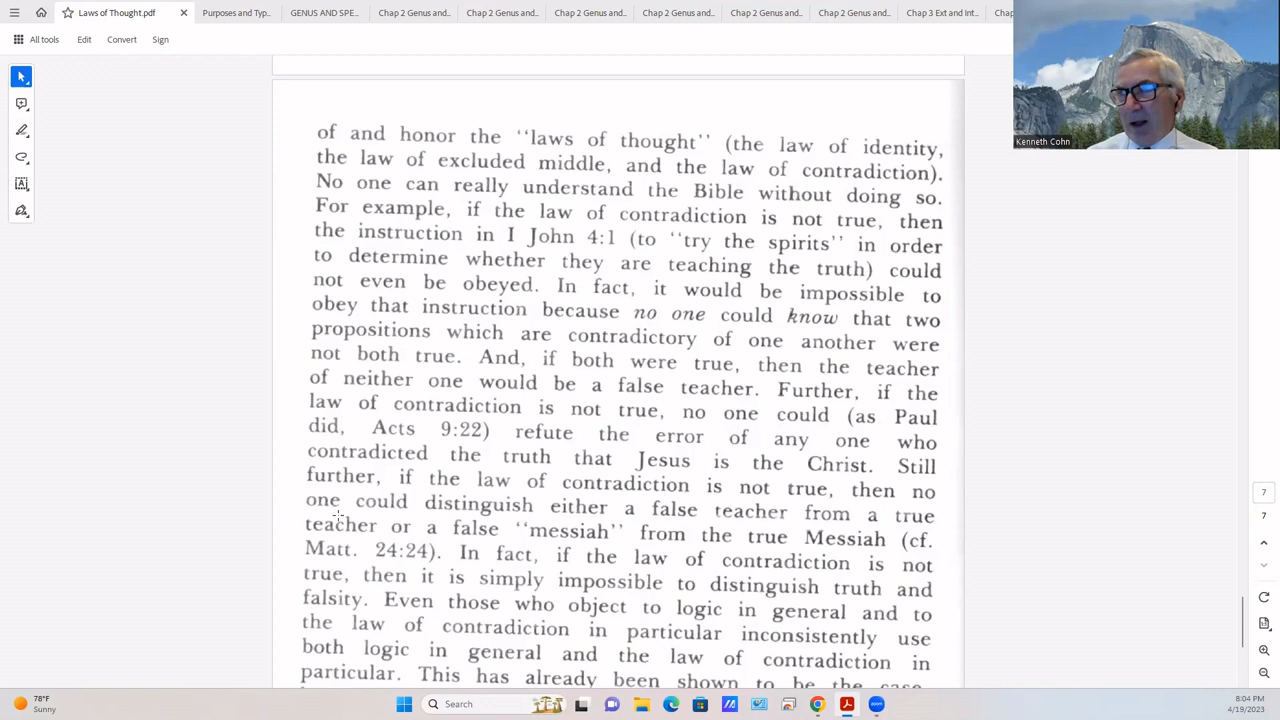 Laws of Thought.pdf
Purposes and Typ...
GENUS AND SPE...
Chap 2 Genus and...
Chap 2 Genus and...
Chap 2 Genus and...
Chap 2 Genus and...
Chap 2 Genus and...
Chap 2 Genus and...
Chap 3 Ext and Int...
Chap
All tools
Edit
Convert
Sign
Kenneth Cohn
of and honor the ‘‘laws of thought’’ (the law of identity,
the law of excluded middle, and the law of contradiction).
No one can really understand the Bible without doing so.
For example, if the law of contradiction is not true, then
the instruction in I John 4:1 (to ‘‘try the spirits’’ in order
to determine whether they are teaching the truth) could
not even be obeyed. In fact, it would be impossible to
obey that instruction because no one could know that two
propositions which are contradictory of one another were
not both true. And, if both were true, then the teacher
of neither one would be a false teacher. Further, if the
law of contradiction is not true, no one could (as Paul
did, Acts 9:22) refute the error of any one who
contradicted the truth that Jesus is the Christ. Still
further, if the law of contradiction is not true, then no
one could distinguish either a false teacher from a true
teacher or a false ‘‘messiah’’ from the true Messiah (cf.
Matt. 24:24). In fact, if the law of contradiction is not
true, then it is simply impossible to distinguish truth and
falsity. Even those who object to logic in general and to
the law of contradiction in particular inconsistently use
both logic in general and the law of contradiction in
particular. This has already been shown to be the case
7
7
78°F
Sunny
Search
8:04 PM
4/19/2023